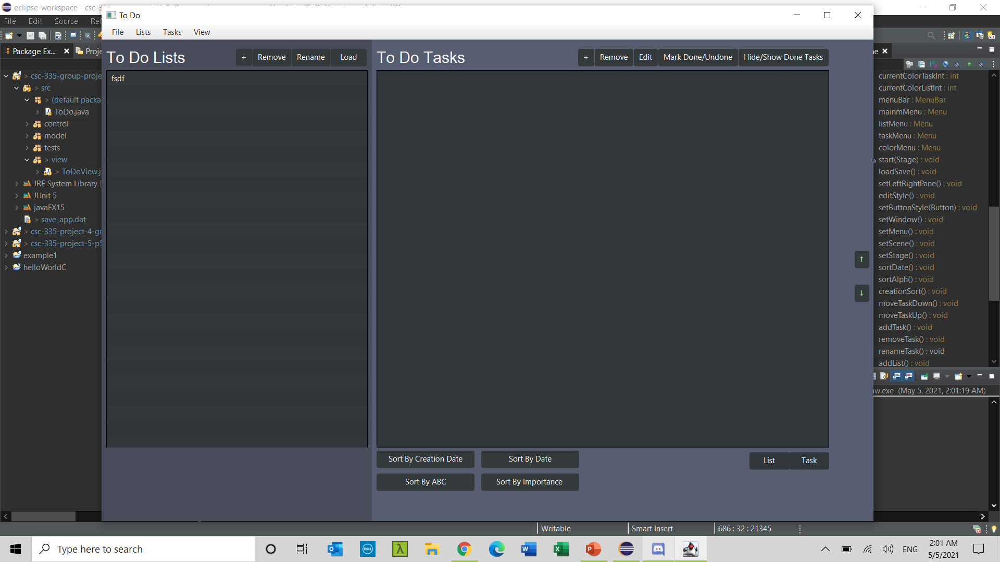 eclipse-workspace - csc-
To Do
File Edit Source Ref
File Lists Tasks View
Package Ex... Proje
To Do Lists + Remove Rename Load
To Do Tasks + Remove Edit Mark Done/Undone Hide/Show Done Tasks
fsdf
> csc-335-group-proje
> src
> (default packa
ToDo.java
control
model
tests
> view
> ToDoView.j
JRE System Library [
JUnit 5
javaFX15
> save_app.dat
> csc-335-project-4-gr
> csc-335-project-5-p5
example1
helloWorldC
↑
↓
Sort By Creation Date Sort By Date
Sort By ABC Sort By Importance
List Task
currentColorTaskInt : int
currentColorListInt : int
menuBar : MenuBar
mainmMenu : Menu
listMenu : Menu
taskMenu : Menu
colorMenu : Menu
start(Stage) : void
loadSave() : void
setLeftRightPane() : void
editStyle() : void
setButtonStyle(Button) : void
setWindow() : void
setMenu() : void
setScene() : void
setStage() : void
sortDate() : void
sortAlph() : void
creationSort() : void
moveTaskDown() : void
moveTaskUp() : void
addTask() : void
removeTask() : void
renameTask() : void
addList() : void
w.exe (May 5, 2021, 2:01:19 AM)
Writable Smart Insert 686 : 32 : 21345
Type here to search
ENG
2:01 AM
5/5/2021